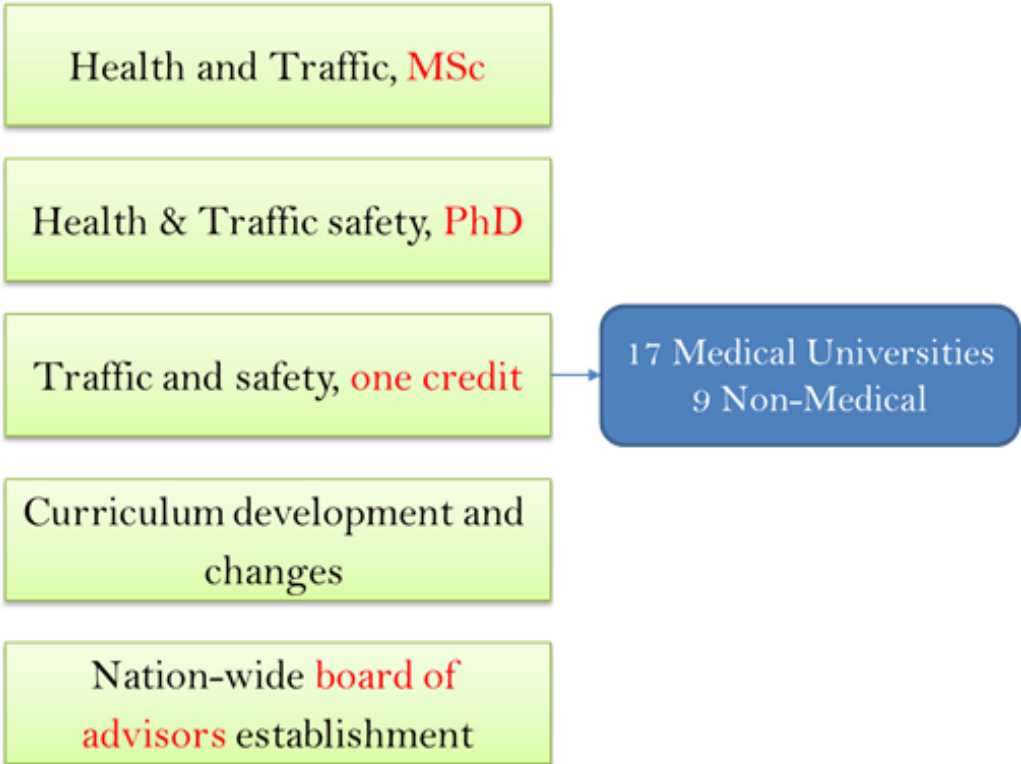 Health and Traffic, MSc
Health & Traffic safety, PhD
Traffic and safety, one credit
17 Medical Universities
9 Non-Medical
Curriculum development and
changes
Nation-wide board of
advisors establishment